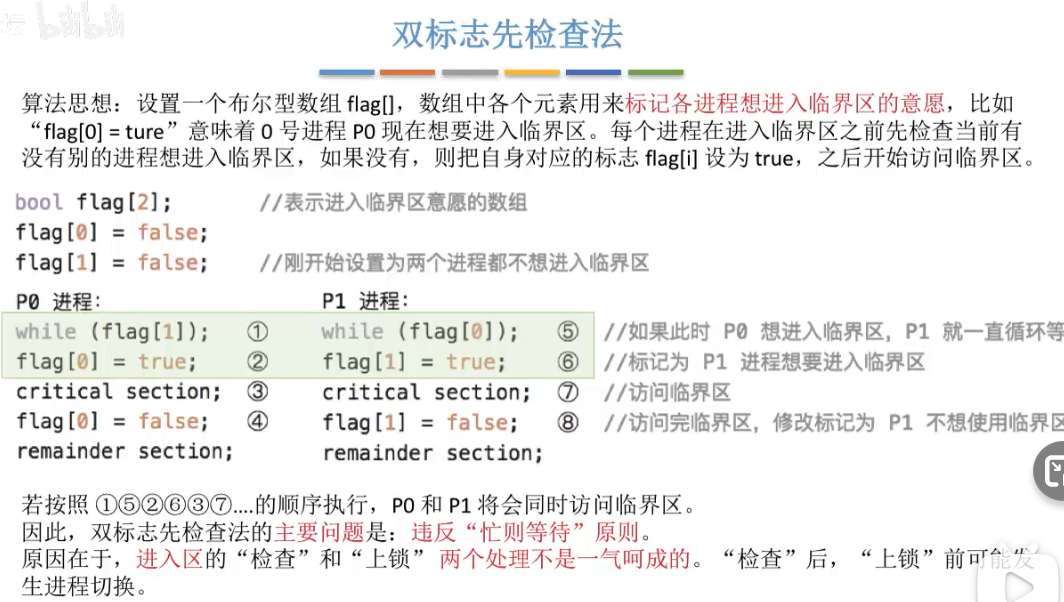 bilibili
双标志先检查法
算法思想：设置一个布尔型数组 flag[]，数组中各个元素用来标记各进程想进入临界区的意愿，比如
“flag[0] = ture”意味着 0 号进程 P0 现在想要进入临界区。每个进程在进入临界区之前先检查当前有
没有别的进程想进入临界区，如果没有，则把自身对应的标志 flag[i] 设为 true，之后开始访问临界区。
bool flag[2]; //表示进入临界区意愿的数组
flag[0] = false;
flag[1] = false; //刚开始设置为两个进程都不想进入临界区
P0 进程： P1 进程：
while (flag[1]); ① while (flag[0]); ⑤ //如果此时 P0 想进入临界区，P1 就一直循环等
flag[0] = true; ② flag[1] = true; ⑥ //标记为 P1 进程想要进入临界区
critical section; ③ critical section; ⑦ //访问临界区
flag[0] = false; ④ flag[1] = false; ⑧ //访问完临界区，修改标记为 P1 不想使用临界区
remainder section; remainder section;
若按照 ①⑤②⑥③⑦....的顺序执行，P0 和 P1 将会同时访问临界区。
因此，双标志先检查法的主要问题是：违反“忙则等待”原则。
原因在于，进入区的“检查”和“上锁” 两个处理不是一气呵成的。“检查”后，“上锁”前可能发
生进程切换。